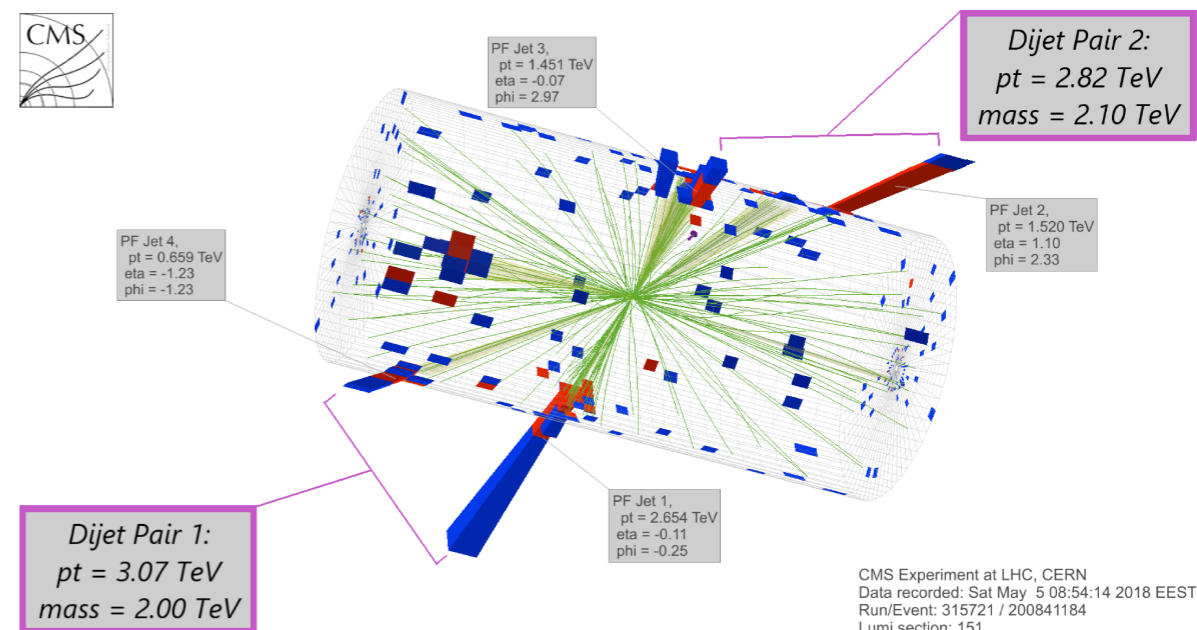 CMS
PF Jet 3,
pt = 1.451 TeV
eta = -0.07
phi = 2.97
Dijet Pair 2:
pt = 2.82 TeV
mass = 2.10 TeV
PF Jet 2,
pt = 1.520 TeV
eta = 1.10
phi = 2.33
PF Jet 4,
pt = 0.659 TeV
eta = -1.23
phi = -1.23
PF Jet 1,
pt = 2.654 TeV
eta = -0.11
phi = -0.25
Dijet Pair 1:
pt = 3.07 TeV
mass = 2.00 TeV
CMS Experiment at LHC, CERN
Data recorded: Sat May 5 08:54:14 2018 EEST
Run/Event: 315721 / 200841184
Lumi section: 151